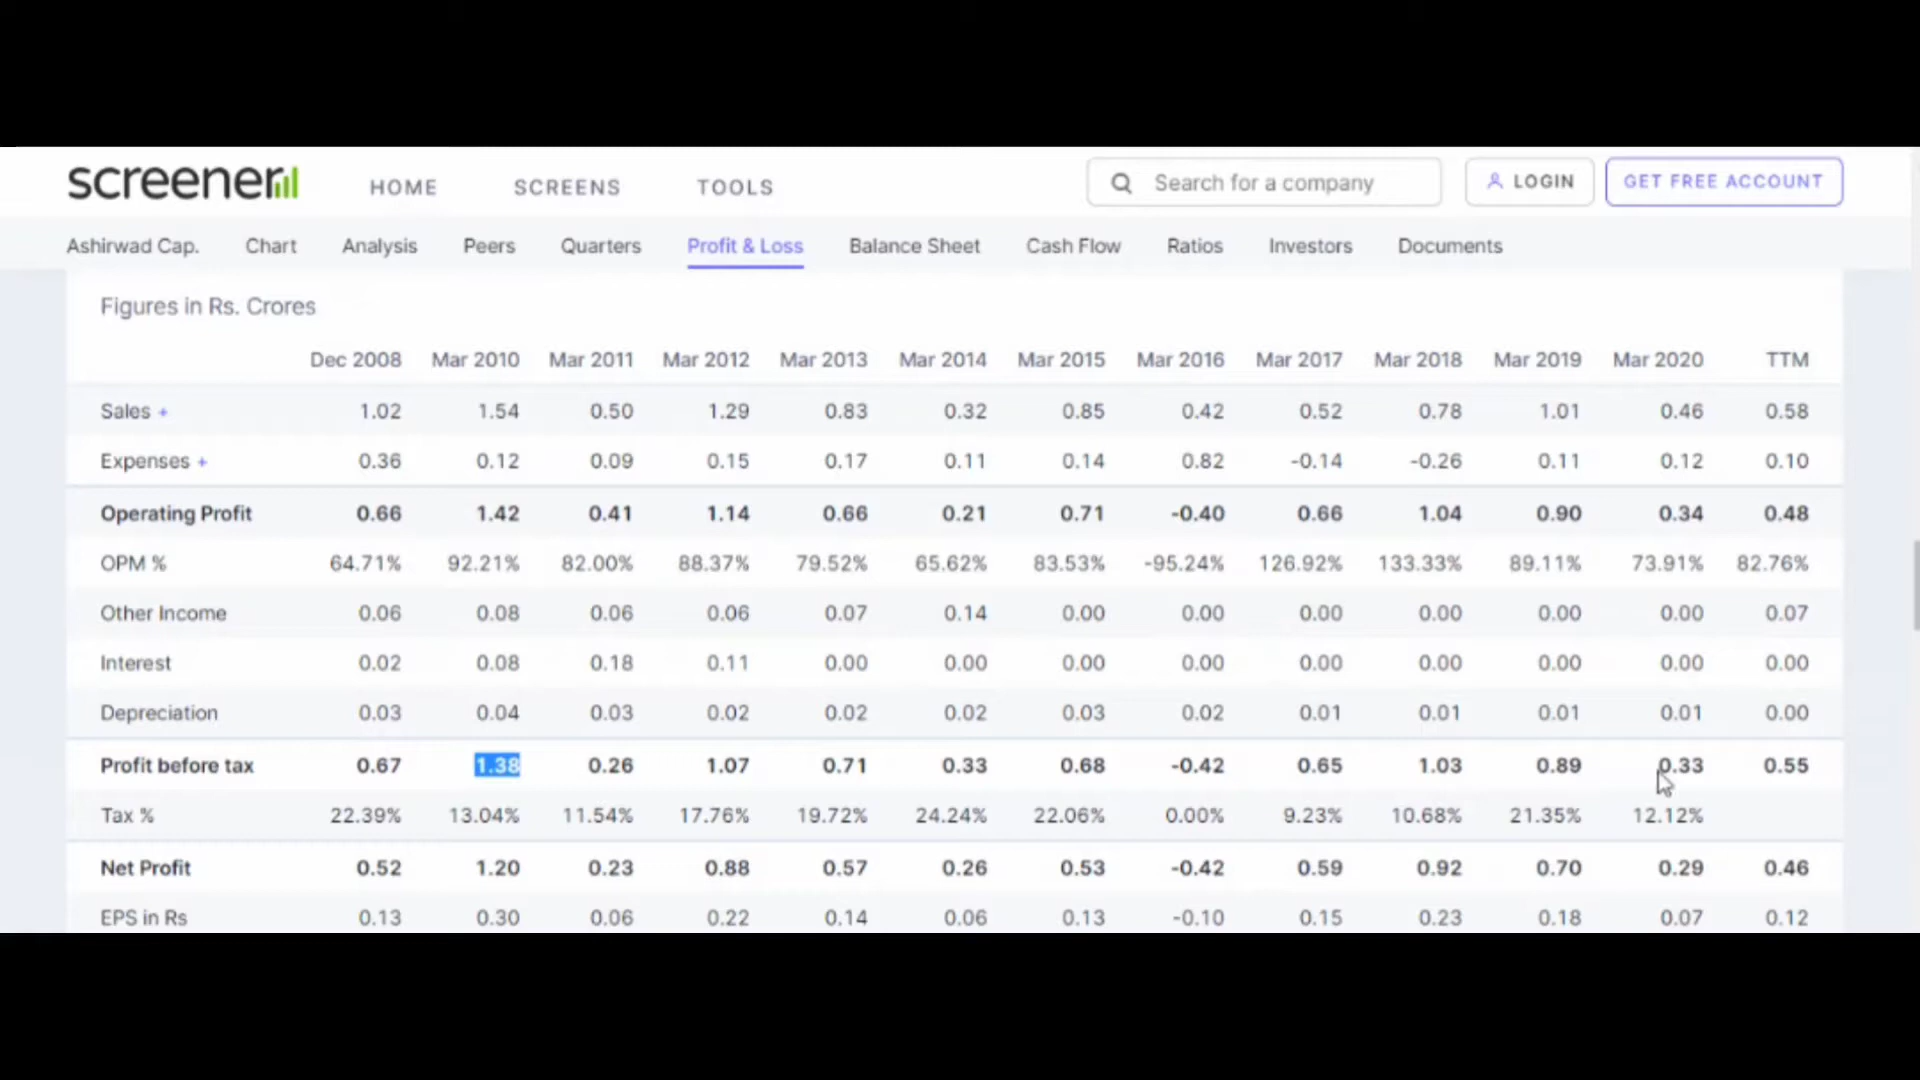 screener HOME SCREENS TOOLS Search for a company LOGIN GET FREE ACCOUNT
Ashirwad Cap. Chart Analysis Peers Quarters Profit & Loss Balance Sheet Cash Flow Ratios Investors Documents
Figures in Rs. Crores
Dec 2008 Mar 2010 Mar 2011 Mar 2012 Mar 2013 Mar 2014 Mar 2015 Mar 2016 Mar 2017 Mar 2018 Mar 2019 Mar 2020 TTM
Sales + 1.02 1.54 0.50 1.29 0.83 0.32 0.85 0.42 0.52 0.78 1.01 0.46 0.58
Expenses + 0.36 0.12 0.09 0.15 0.17 0.11 0.14 0.82 -0.14 -0.26 0.11 0.12 0.10
Operating Profit 0.66 1.42 0.41 1.14 0.66 0.21 0.71 -0.40 0.66 1.04 0.90 0.34 0.48
OPM % 64.71% 92.21% 82.00% 88.37% 79.52% 65.62% 83.53% -95.24% 126.92% 133.33% 89.11% 73.91% 82.76%
Other Income 0.06 0.08 0.06 0.06 0.07 0.14 0.00 0.00 0.00 0.00 0.00 0.00 0.07
Interest 0.02 0.08 0.18 0.11 0.00 0.00 0.00 0.00 0.00 0.00 0.00 0.00 0.00
Depreciation 0.03 0.04 0.03 0.02 0.02 0.02 0.03 0.02 0.01 0.01 0.01 0.01 0.00
Profit before tax 0.67 1.38 0.26 1.07 0.71 0.33 0.68 -0.42 0.65 1.03 0.89 0.33 0.55
Tax % 22.39% 13.04% 11.54% 17.76% 19.72% 24.24% 22.06% 0.00% 9.23% 10.68% 21.35% 12.12%
Net Profit 0.52 1.20 0.23 0.88 0.57 0.26 0.53 -0.42 0.59 0.92 0.70 0.29 0.46
EPS in Rs 0.13 0.30 0.06 0.22 0.14 0.06 0.13 -0.10 0.15 0.23 0.18 0.07 0.12